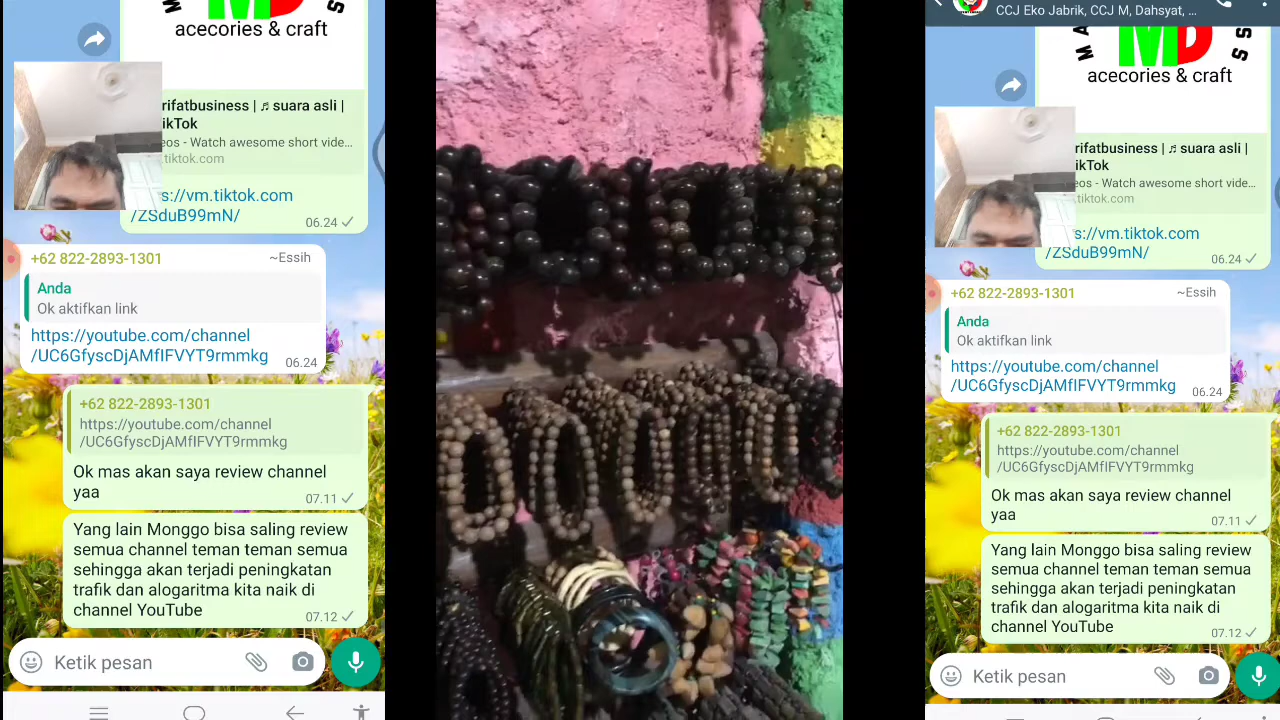 acecories & craft
rifatbusiness | ♬ suara asli |
ikTok
eos - Watch awesome short vide...
tiktok.com
s://vm.tiktok.com
/ZSduB99mN/
06.24
+62 822-2893-1301
~Essih
Anda
Ok aktifkan link
https://youtube.com/channel
/UC6GfyscDjAMfIFVYT9rmmkg
06.24
+62 822-2893-1301
https://youtube.com/channel
/UC6GfyscDjAMfIFVYT9rmmkg
Ok mas akan saya review channel
yaa
07.11
Yang lain Monggo bisa saling review
semua channel teman teman semua
sehingga akan terjadi peningkatan
trafik dan alogaritma kita naik di
channel YouTube
07.12
Ketik pesan
CCJ Eko Jabrik, CCJ M, Dahsyat, ...
MD
acecories & craft
rifatbusiness | ♬ suara asli |
ikTok
eos - Watch awesome short vide...
tiktok.com
s://vm.tiktok.com
/ZSduB99mN/
06.24
+62 822-2893-1301
~Essih
Anda
Ok aktifkan link
https://youtube.com/channel
/UC6GfyscDjAMfIFVYT9rmmkg
06.24
+62 822-2893-1301
https://youtube.com/channel
/UC6GfyscDjAMfIFVYT9rmmkg
Ok mas akan saya review channel
yaa
07.11
Yang lain Monggo bisa saling review
semua channel teman teman semua
sehingga akan terjadi peningkatan
trafik dan alogaritma kita naik di
channel YouTube
07.12
Ketik pesan